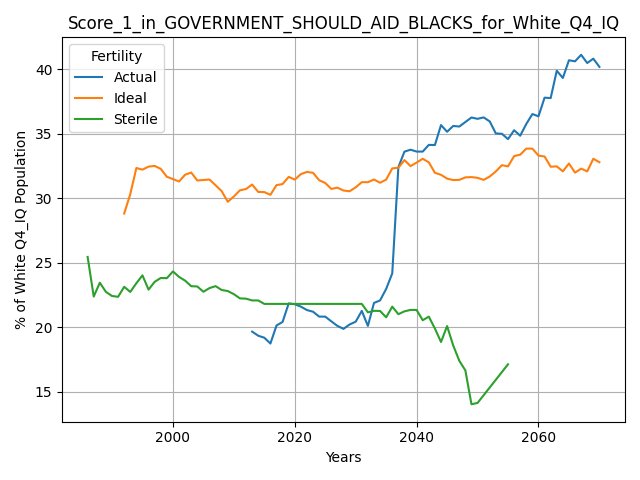 Score_1_in_GOVERNMENT_SHOULD_AID_BLACKS_for_White_Q4_IQ
Fertility
Actual
Ideal
Sterile
% of White Q4_IQ Population
40
35
30
25
20
15
2000
2020
2040
2060
Years